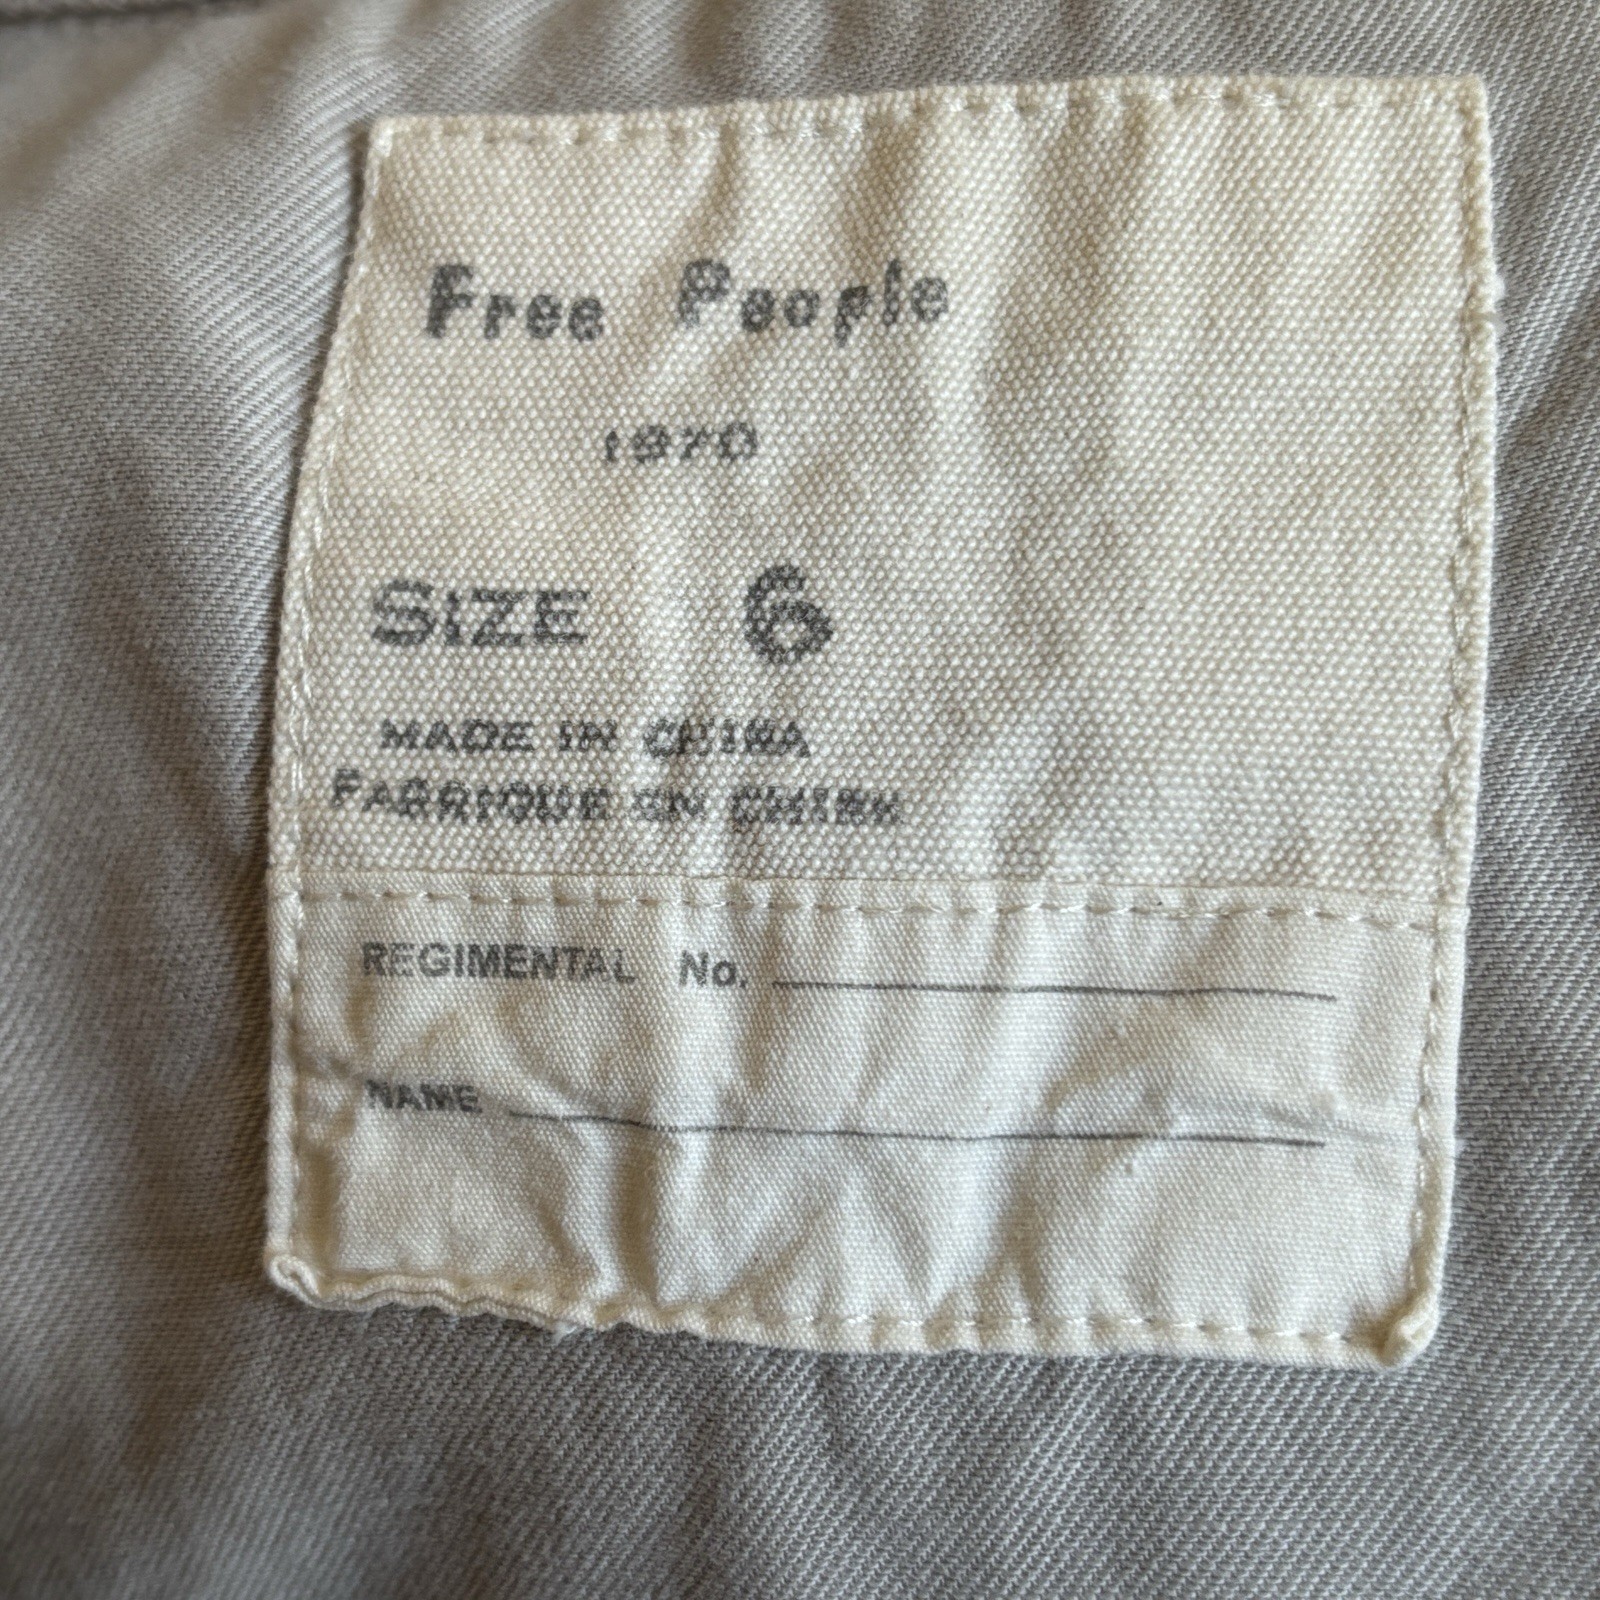 Free People
1970
SIZE 6
MADE IN CHINA
FABRIQUE EN CHINE
REGIMENTAL No.
NAME